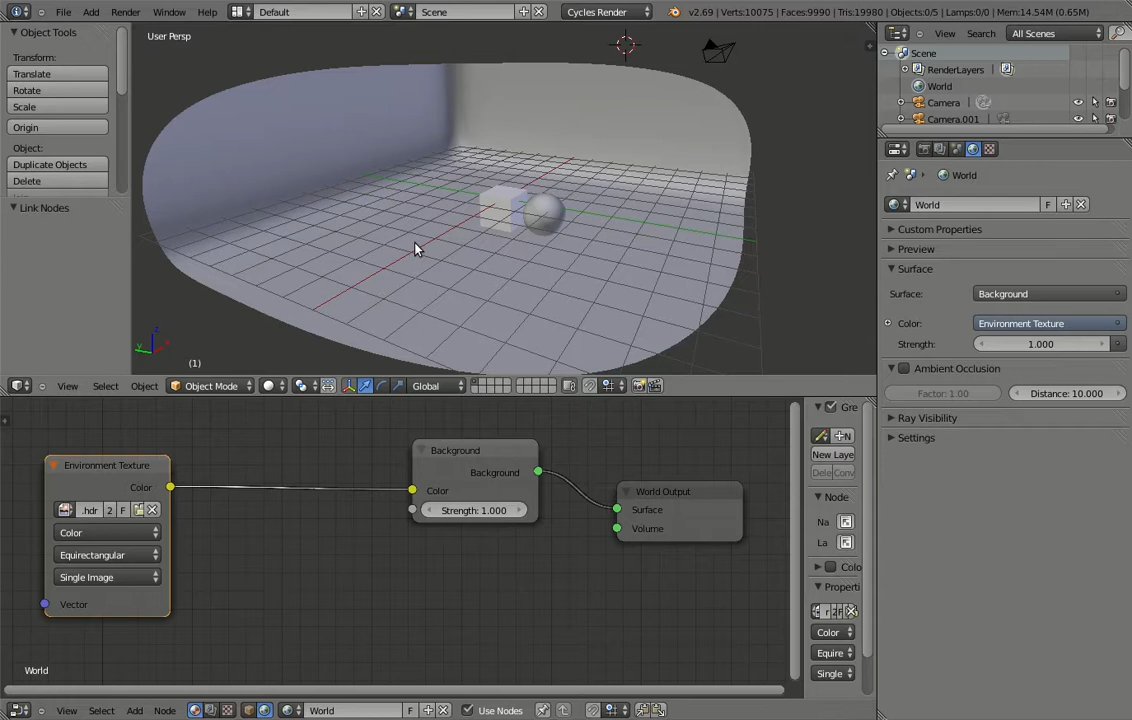 File Add Render Window Help Default Scene Cycles Render v2.69 | Verts:10075 | Faces:9990 | Tris:19980 | Objects:0/5 | Lamps:0/0 | Mem:14.54M (0.65M)
Object Tools
Transform:
Translate
Rotate
Scale
Origin
Object:
Duplicate Objects
Delete
Link Nodes
User Persp
(1)
View Select Object Object Mode Global
View Search All Scenes
Scene
RenderLayers
World
Camera
Camera.001
World
World F
Custom Properties
Preview
Surface
Surface: Background
Color: Environment Texture
Strength: 1.000
Ambient Occlusion
Factor: 1.00 Distance: 10.000
Ray Visibility
Settings
Environment Texture
Color
.hdr 2 F
Color
Equirectangular
Single Image
Vector
Background
Background
Color
Strength: 1.000
World Output
Surface
Volume
Gre
N
New Laye
Dele Conv
Node
Na
La
Colo
Properti
r 2 F
Color
Equire
Single
World
View Select Add Node World F Use Nodes